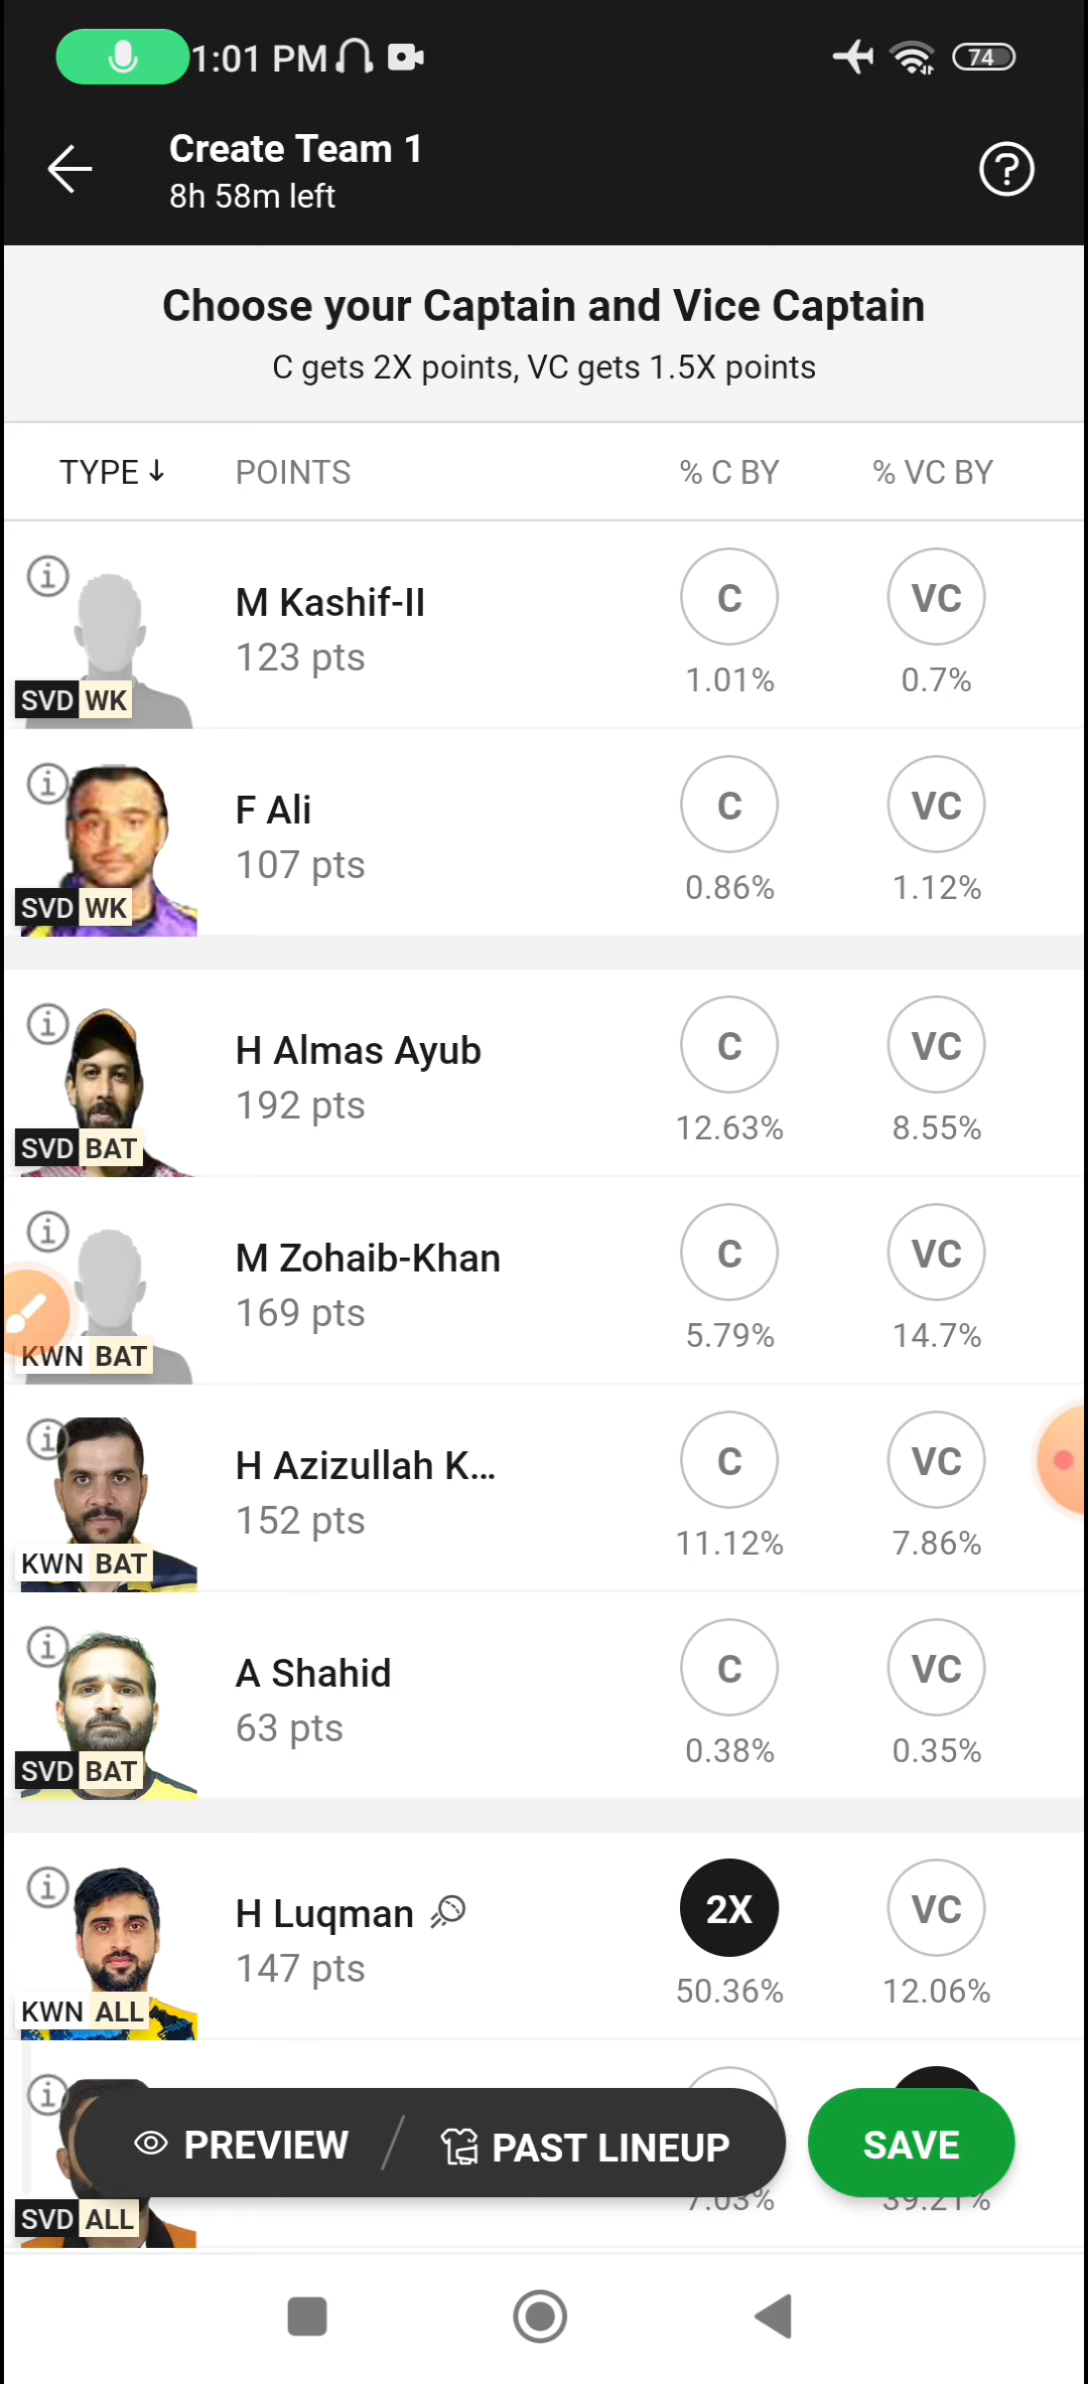 1:01 PM
74
Create Team 1
8h 58m left
?
Choose your Captain and Vice Captain
C gets 2X points, VC gets 1.5X points
TYPE ↓ POINTS % C BY % VC BY
M Kashif-II C VC
123 pts 1.01% 0.7%
SVD WK
F Ali C VC
107 pts 0.86% 1.12%
SVD WK
H Almas Ayub C VC
192 pts 12.63% 8.55%
SVD BAT
M Zohaib-Khan C VC
169 pts 5.79% 14.7%
KWN BAT
H Azizullah K... C VC
152 pts 11.12% 7.86%
KWN BAT
A Shahid C VC
63 pts 0.38% 0.35%
SVD BAT
H Luqman 2X VC
147 pts 50.36% 12.06%
KWN ALL
PREVIEW / PAST LINEUP SAVE
7.03% 39.21%
SVD ALL